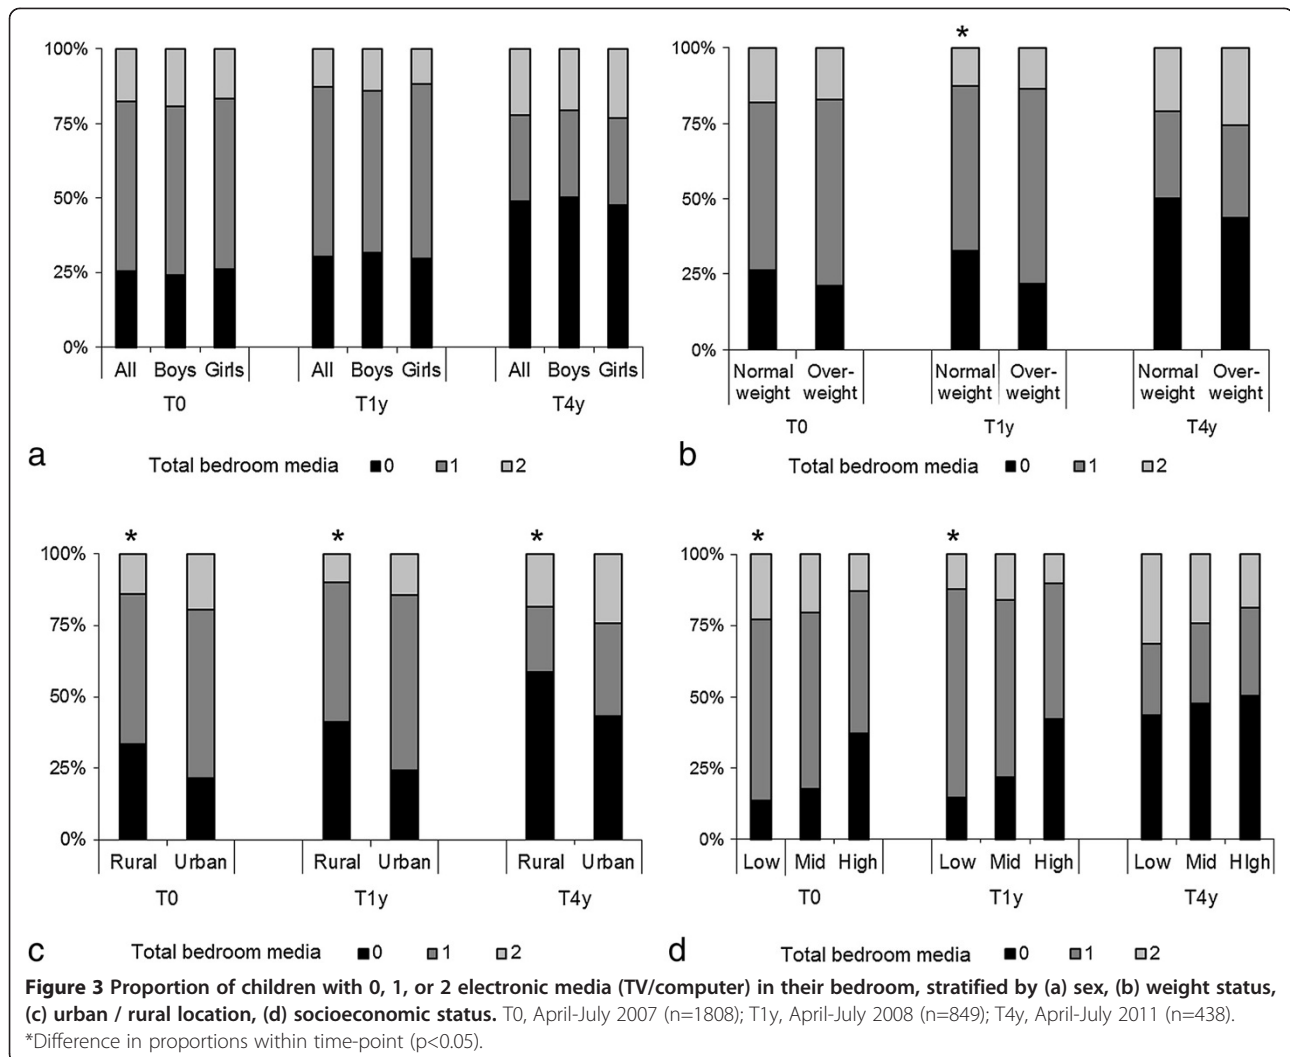 100%
75%
50%
25%
0%
All Boys Girls All Boys Girls All Boys Girls
T0 T1y T4y
a Total bedroom media 0 1 2
*
100%
75%
50%
25%
0%
Normal Over- Normal Over- Normal Over-
weight weight weight weight weight weight
T0 T1y T4y
b Total bedroom media 0 1 2
* * *
100%
75%
50%
25%
0%
Rural Urban Rural Urban Rural Urban
T0 T1y T4y
c Total bedroom media 0 1 2
* *
100%
75%
50%
25%
0%
Low Mid High Low Mid High Low Mid HIgh
T0 T1y T4y
d Total bedroom media 0 1 2
Figure 3 Proportion of children with 0, 1, or 2 electronic media (TV/computer) in their bedroom, stratified by (a) sex, (b) weight status,
(c) urban / rural location, (d) socioeconomic status. T0, April-July 2007 (n=1808); T1y, April-July 2008 (n=849); T4y, April-July 2011 (n=438).
*Difference in proportions within time-point (p<0.05).